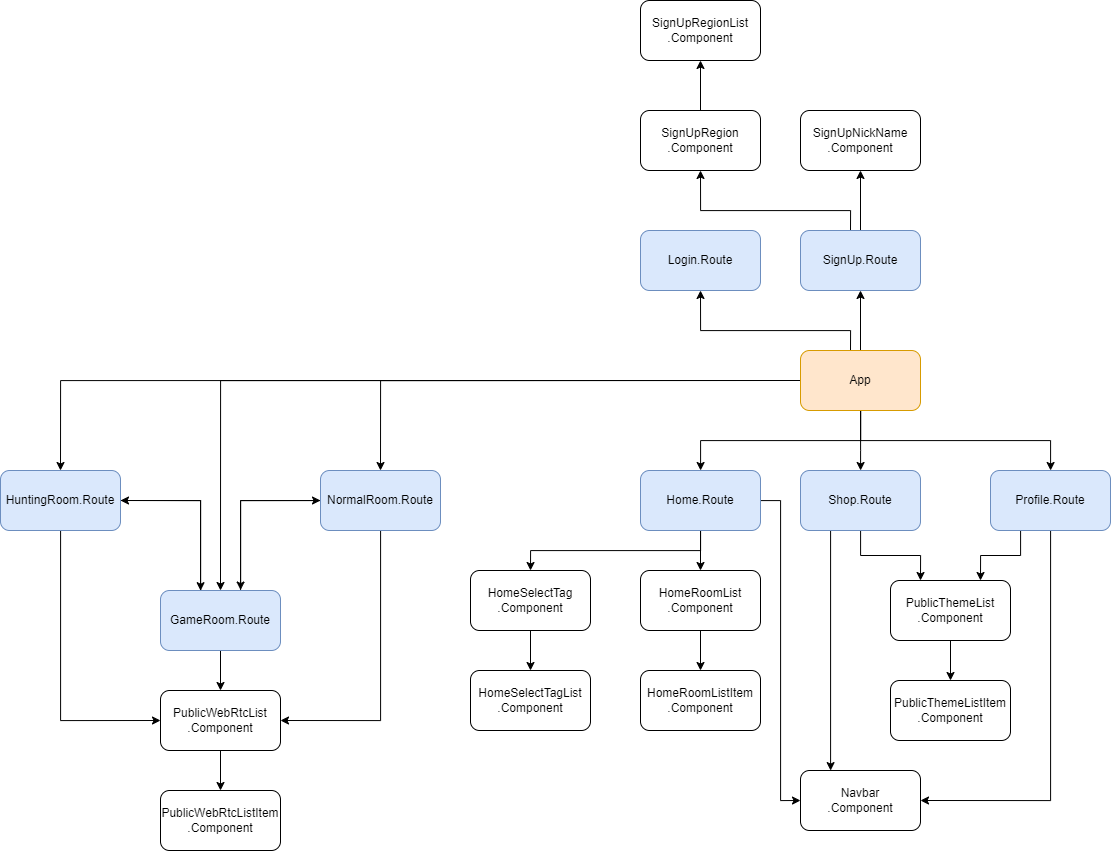 SignUpRegionList
.Component
SignUpRegion
.Component
SignUpNickName
.Component
Login.Route
SignUp.Route
App
HuntingRoom.Route
NormalRoom.Route
Home.Route
Shop.Route
Profile.Route
GameRoom.Route
HomeSelectTag
.Component
HomeRoomList
.Component
PublicThemeList
.Component
PublicWebRtcList
.Component
HomeSelectTagList
.Component
HomeRoomListItem
.Component
PublicThemeListItem
.Component
PublicWebRtcListItem
.Component
Navbar
.Component